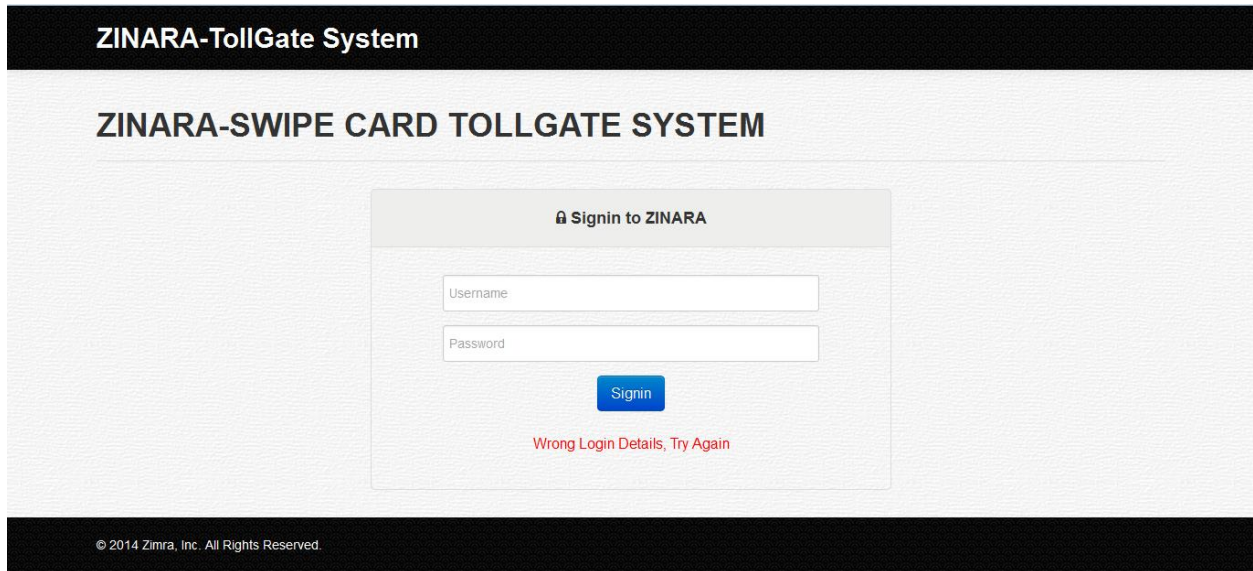 ZINARA-TollGate System
ZINARA-SWIPE CARD TOLLGATE SYSTEM
Signin to ZINARA
Username
Password
Signin
Wrong Login Details, Try Again
© 2014 Zimra, Inc. All Rights Reserved.